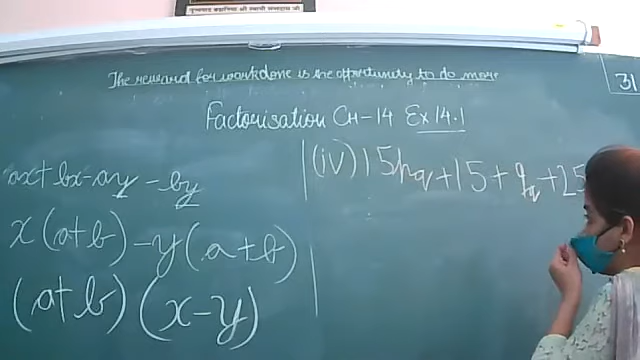 The reward for work done is the opportunity to do more
31
Factorisation CH-14 Ex 14.1
ax + bx - ay - by
x(a+b) - y(a+b)
(a+b) (x-y)
(iv) 15pq + 15 + 9q + 25